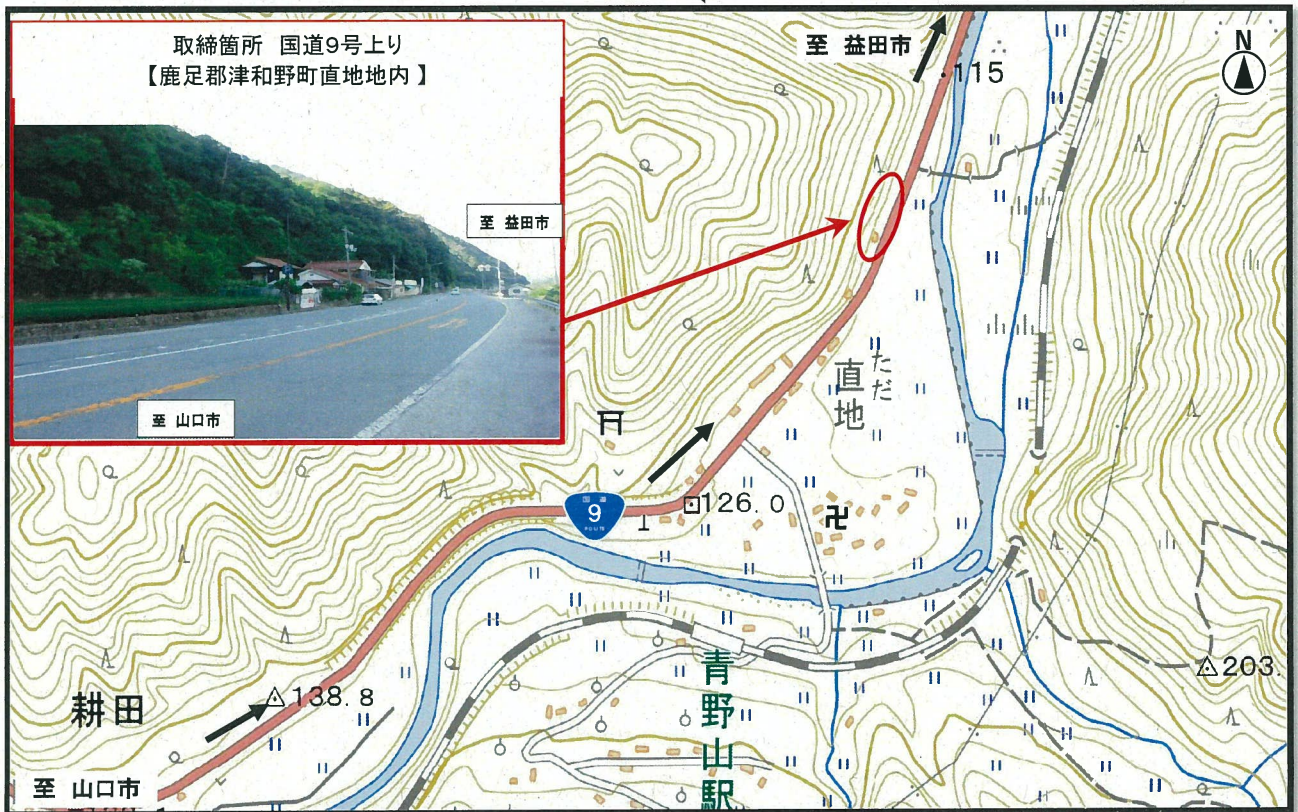 取締箇所 国道9号上り
【鹿足郡津和野町直地地内】
至 益田市
至 山口市
至 益田市
115
N
直地
ただ
国道
9
ROUTE
126.0
138.8
耕田
203.
青野山駅
至 山口市